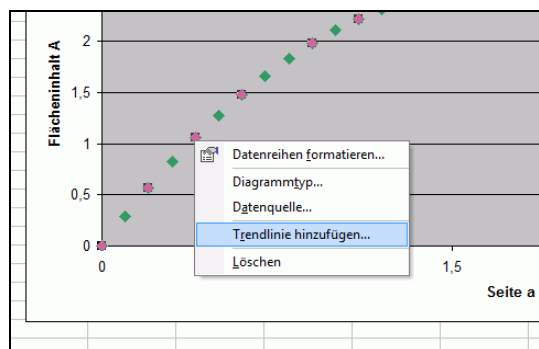 Flächeninhalt A
2
1,5
1
0,5
0
0
1,5
Seite a
Datenreihen formatieren...
Diagrammtyp...
Datenquelle...
Trendlinie hinzufügen...
Löschen